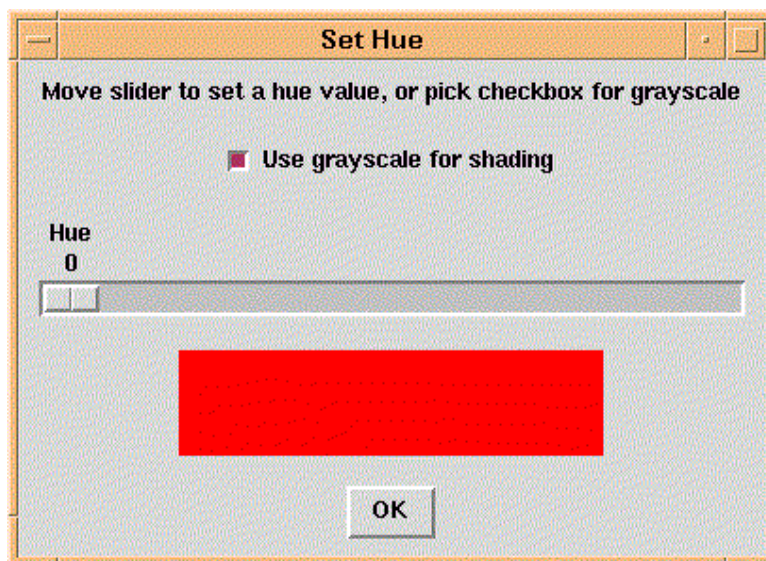 Set Hue
Move slider to set a hue value, or pick checkbox for grayscale
Use grayscale for shading
Hue
0
OK